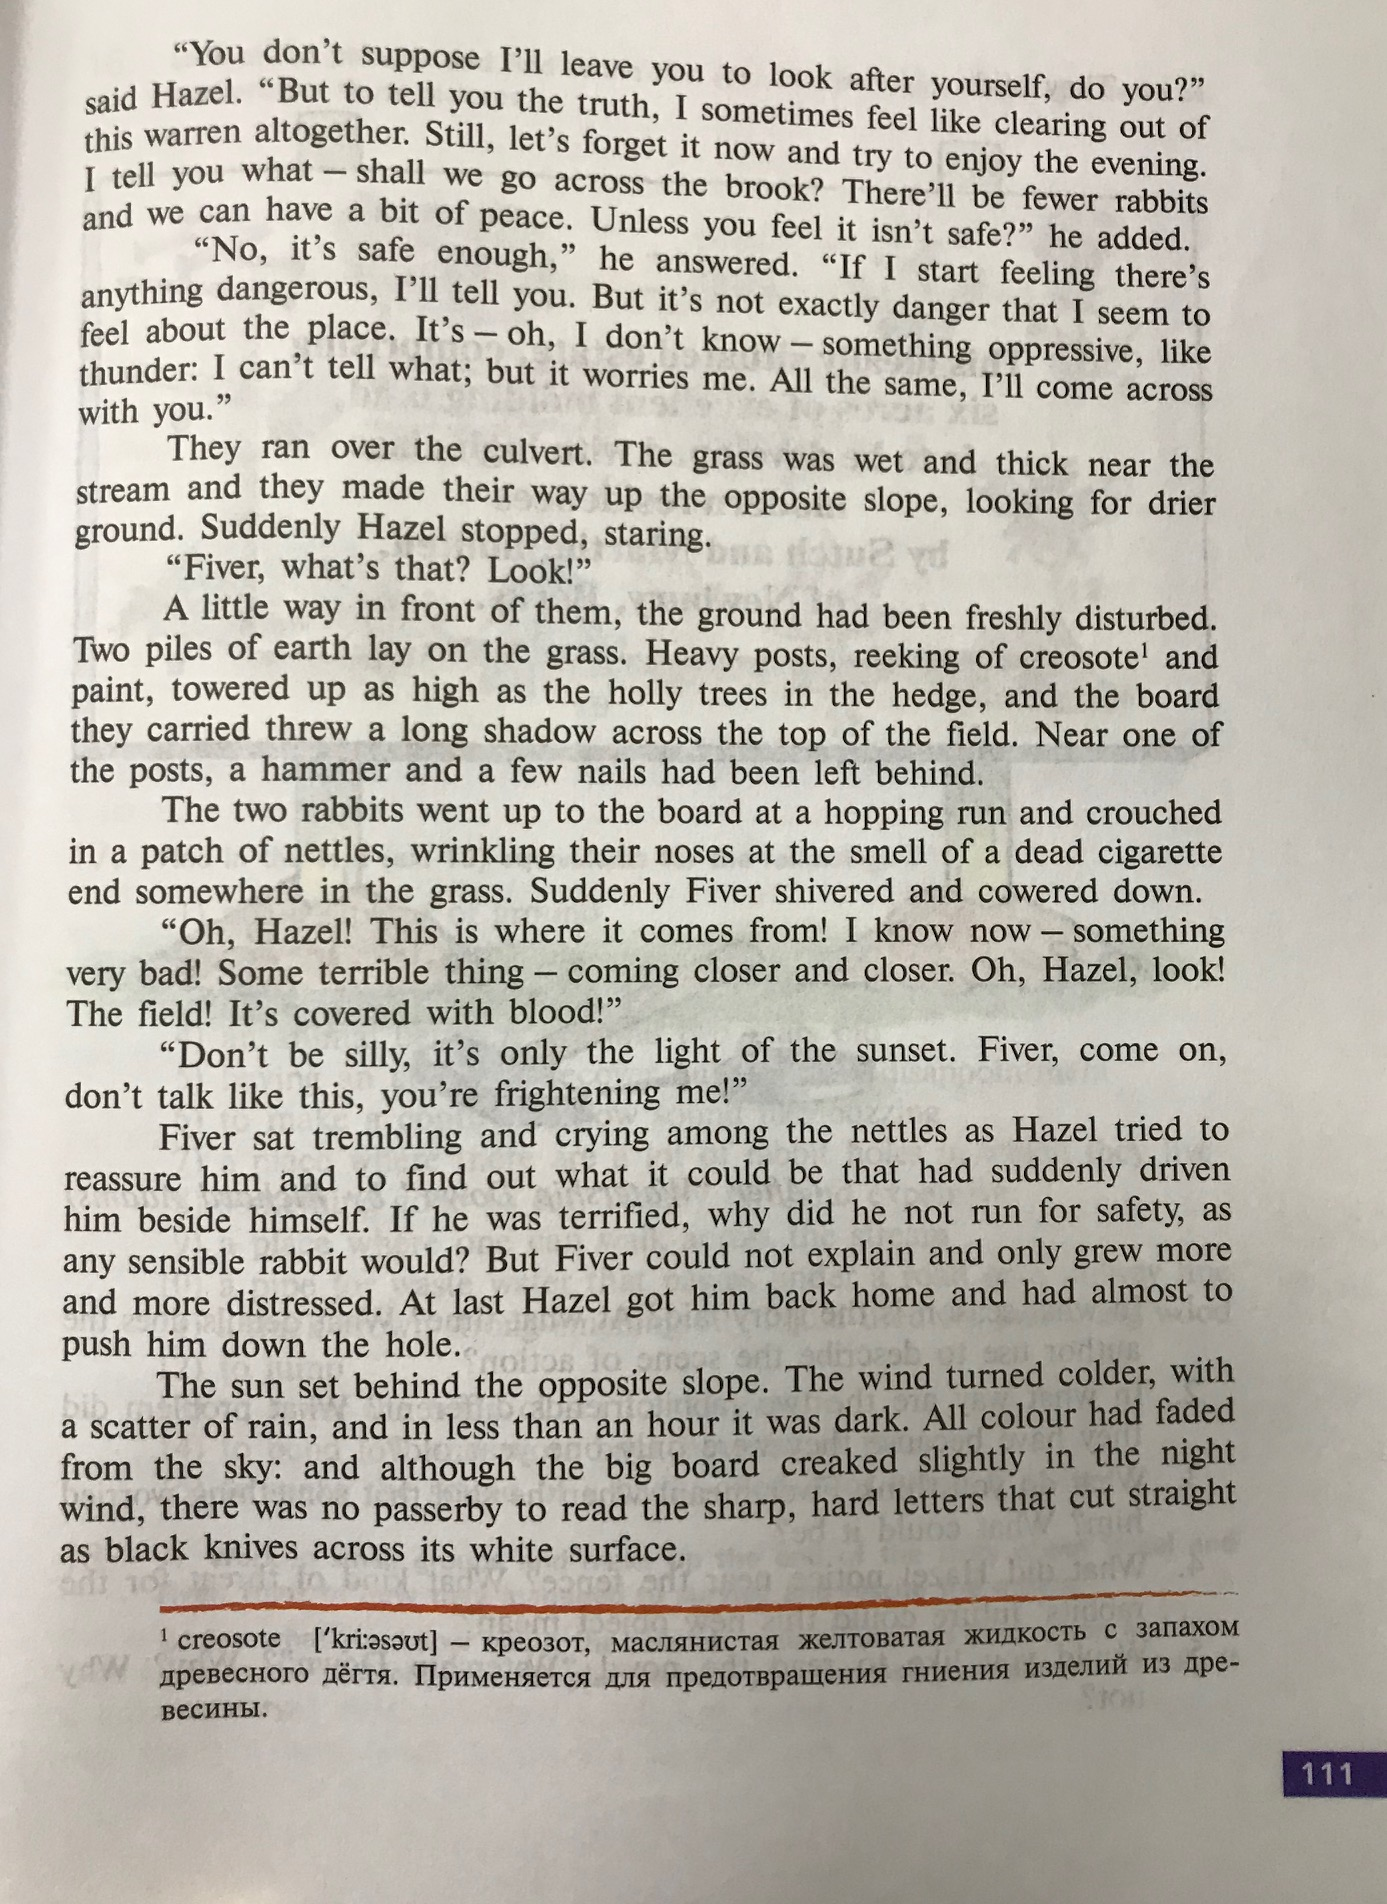 “You don’t suppose I’ll leave you to look after yourself, do you?”
said Hazel. “But to tell you the truth, I sometimes feel like clearing out of
this warren altogether. Still, let’s forget it now and try to enjoy the evening.
I tell you what – shall we go across the brook? There’ll be fewer rabbits
and we can have a bit of peace. Unless you feel it isn’t safe?” he added.
“No, it’s safe enough,” he answered. “If I start feeling there’s
anything dangerous, I’ll tell you. But it’s not exactly danger that I seem to
feel about the place. It’s – oh, I don’t know – something oppressive, like
thunder: I can’t tell what; but it worries me. All the same, I’ll come across
with you.”
They ran over the culvert. The grass was wet and thick near the
stream and they made their way up the opposite slope, looking for drier
ground. Suddenly Hazel stopped, staring.
“Fiver, what’s that? Look!”
A little way in front of them, the ground had been freshly disturbed.
Two piles of earth lay on the grass. Heavy posts, reeking of creosote¹ and
paint, towered up as high as the holly trees in the hedge, and the board
they carried threw a long shadow across the top of the field. Near one of
the posts, a hammer and a few nails had been left behind.
The two rabbits went up to the board at a hopping run and crouched
in a patch of nettles, wrinkling their noses at the smell of a dead cigarette
end somewhere in the grass. Suddenly Fiver shivered and cowered down.
“Oh, Hazel! This is where it comes from! I know now – something
very bad! Some terrible thing – coming closer and closer. Oh, Hazel, look!
The field! It’s covered with blood!”
“Don’t be silly, it’s only the light of the sunset. Fiver, come on,
don’t talk like this, you’re frightening me!”
Fiver sat trembling and crying among the nettles as Hazel tried to
reassure him and to find out what it could be that had suddenly driven
him beside himself. If he was terrified, why did he not run for safety, as
any sensible rabbit would? But Fiver could not explain and only grew more
and more distressed. At last Hazel got him back home and had almost to
push him down the hole.
The sun set behind the opposite slope. The wind turned colder, with
a scatter of rain, and in less than an hour it was dark. All colour had faded
from the sky: and although the big board creaked slightly in the night
wind, there was no passerby to read the sharp, hard letters that cut straight
as black knives across its white surface.
¹ creosote [ˈkri:əsəʊt] – креозот, маслянистая желтоватая жидкость с запахом
древесного дёгтя. Применяется для предотвращения гниения изделий из дре-
весины.
111